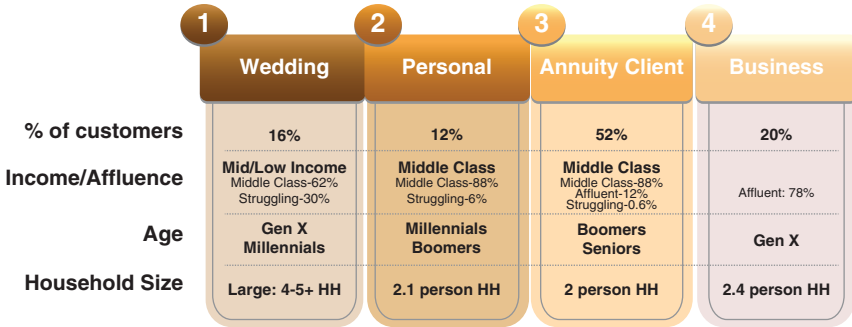 1 2 3 4
Wedding Personal Annuity Client Business
% of customers 16% 12% 52% 20%
Income/Affluence
Mid/Low Income
Middle Class-62%
Struggling-30%
Middle Class
Middle Class-88%
Struggling-6%
Middle Class
Middle Class-88%
Affluent-12%
Struggling-0.6%
Affluent: 78%
Age
Gen X
Millennials
Millennials
Boomers
Boomers
Seniors
Gen X
Household Size Large: 4-5+ HH 2.1 person HH 2 person HH 2.4 person HH